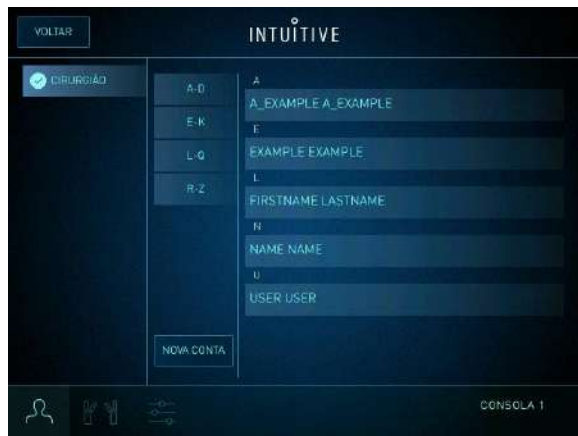 VOLTAR
INTUITIVE
CIRURGIÃO
A-D
E-K
L-Q
R-Z
A
A_EXAMPLE A_EXAMPLE
E
EXAMPLE EXAMPLE
L
FIRSTNAME LASTNAME
N
NAME NAME
U
USER USER
NOVA CONTA
CONSOLA 1